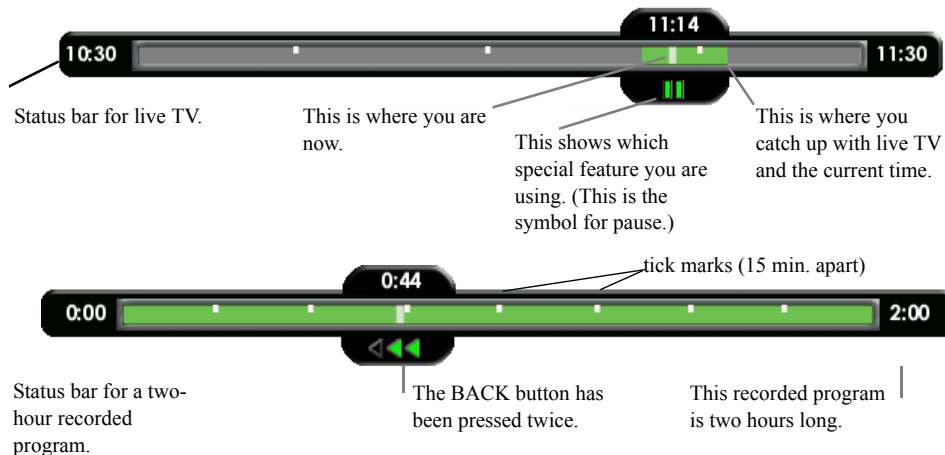 11:14
10:30
11:30
Status bar for live TV.
This is where you are
now.
This shows which
special feature you are
using. (This is the
symbol for pause.)
This is where you
catch up with live TV
and the current time.
tick marks (15 min. apart)
0:44
0:00
2:00
Status bar for a two-
hour recorded
program.
The BACK button has
been pressed twice.
This recorded program
is two hours long.